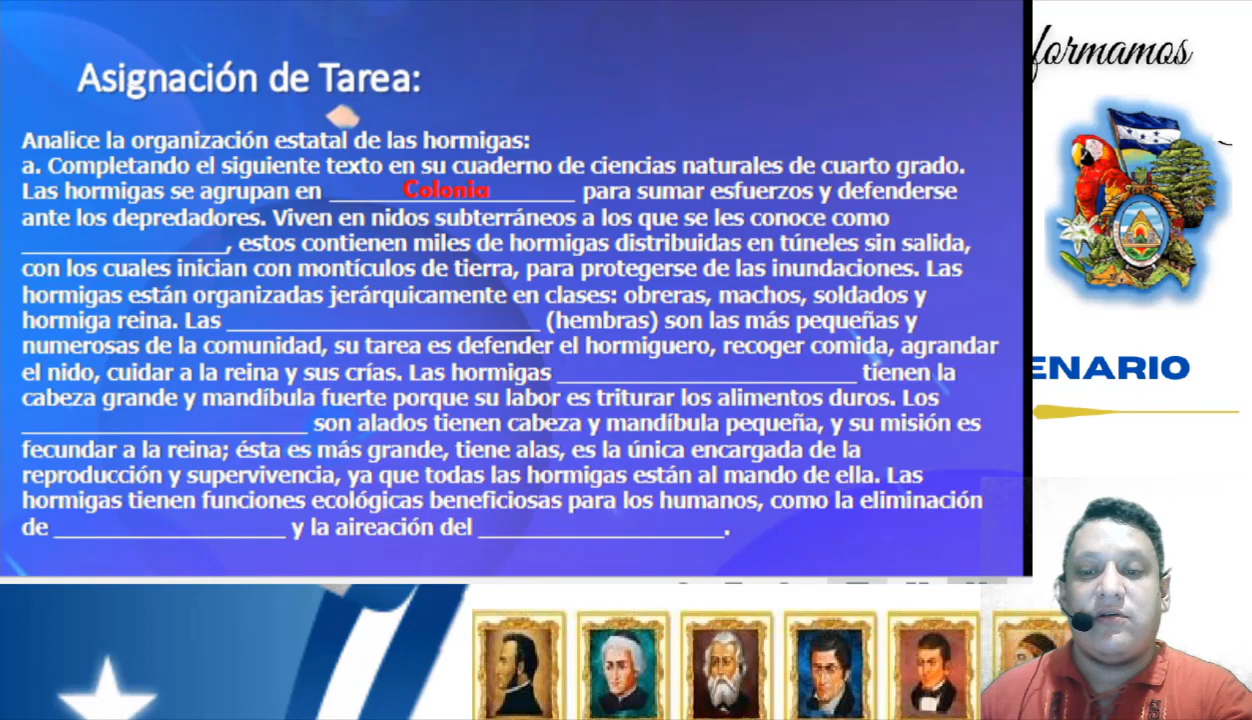 formamos
Asignación de Tarea:
Analice la organización estatal de las hormigas:
a. Completando el siguiente texto en su cuaderno de ciencias naturales de cuarto grado.
Las hormigas se agrupan en ____Colonia____ para sumar esfuerzos y defenderse
ante los depredadores. Viven en nidos subterráneos a los que se les conoce como
____________________, estos contienen miles de hormigas distribuidas en túneles sin salida,
con los cuales inician con montículos de tierra, para protegerse de las inundaciones. Las
hormigas están organizadas jerárquicamente en clases: obreras, machos, soldados y
hormiga reina. Las ____________________ (hembras) son las más pequeñas y
numerosas de la comunidad, su tarea es defender el hormiguero, recoger comida, agrandar
el nido, cuidar a la reina y sus crías. Las hormigas ____________________ tienen la
cabeza grande y mandíbula fuerte porque su labor es triturar los alimentos duros. Los
____________________ son alados tienen cabeza y mandíbula pequeña, y su misión es
fecundar a la reina; ésta es más grande, tiene alas, es la única encargada de la
reproducción y supervivencia, ya que todas las hormigas están al mando de ella. Las
hormigas tienen funciones ecológicas beneficiosas para los humanos, como la eliminación
de ____________________ y la aireación del ____________________.
ENARIO